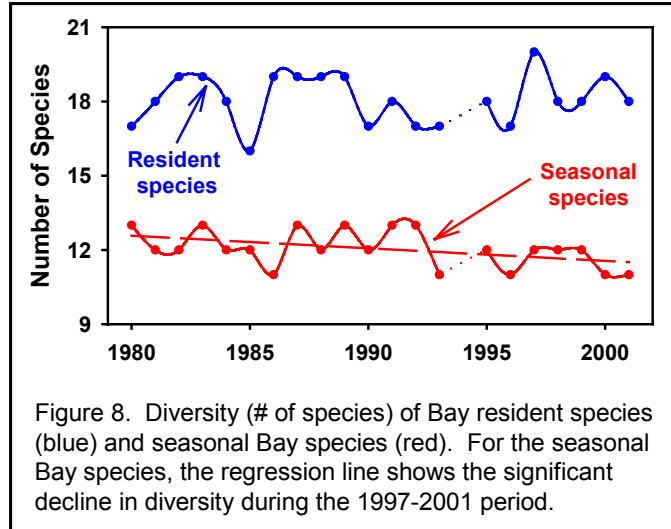 21
18
15
12
9
Number of Species
Resident
species
Seasonal
species
1980 1985 1990 1995 2000
Figure 8. Diversity (# of species) of Bay resident species
(blue) and seasonal Bay species (red). For the seasonal
Bay species, the regression line shows the significant
decline in diversity during the 1997-2001 period.